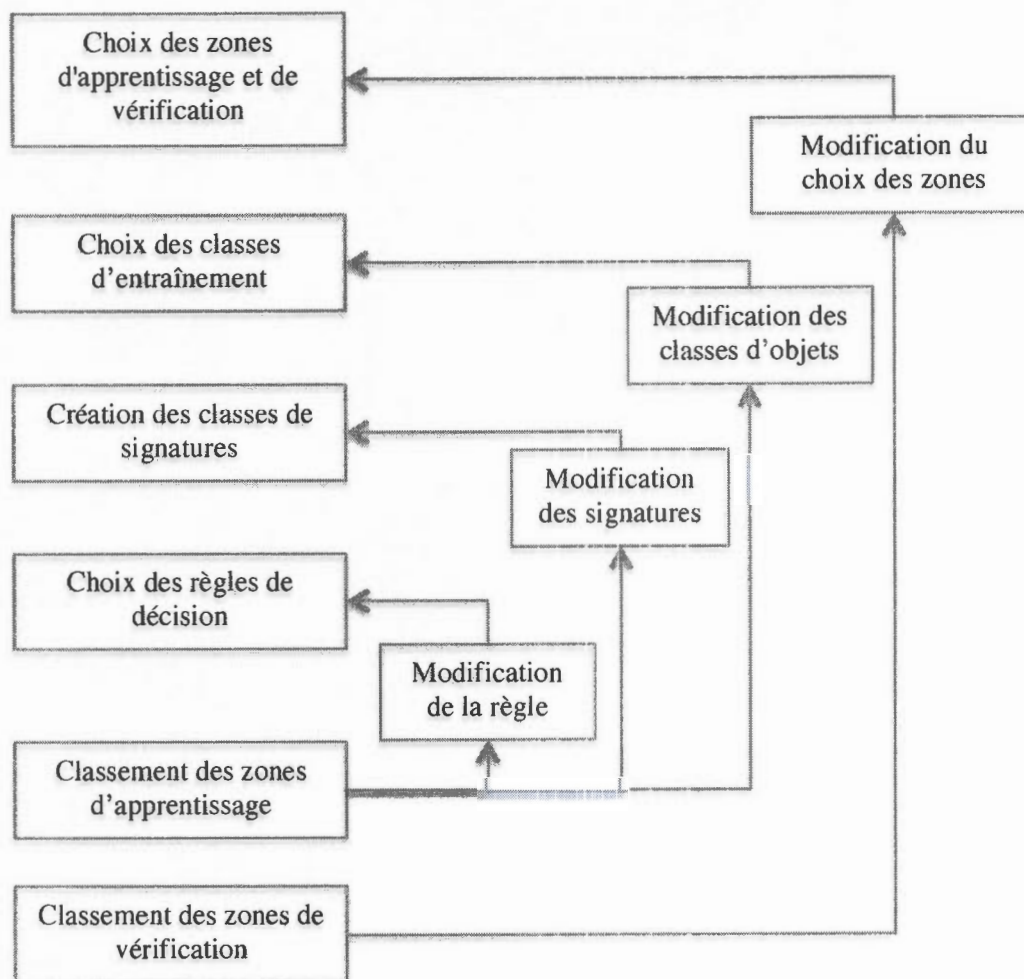 Choix des zones
d'apprentissage et de
vérification
Modification du
choix des zones
Choix des classes
d’entraînement
Modification des
classes d’objets
Création des classes de
signatures
Modification
des signatures
Choix des règles de
décision
Modification
de la règle
Classement des zones
d’apprentissage
Classement des zones de
vérification